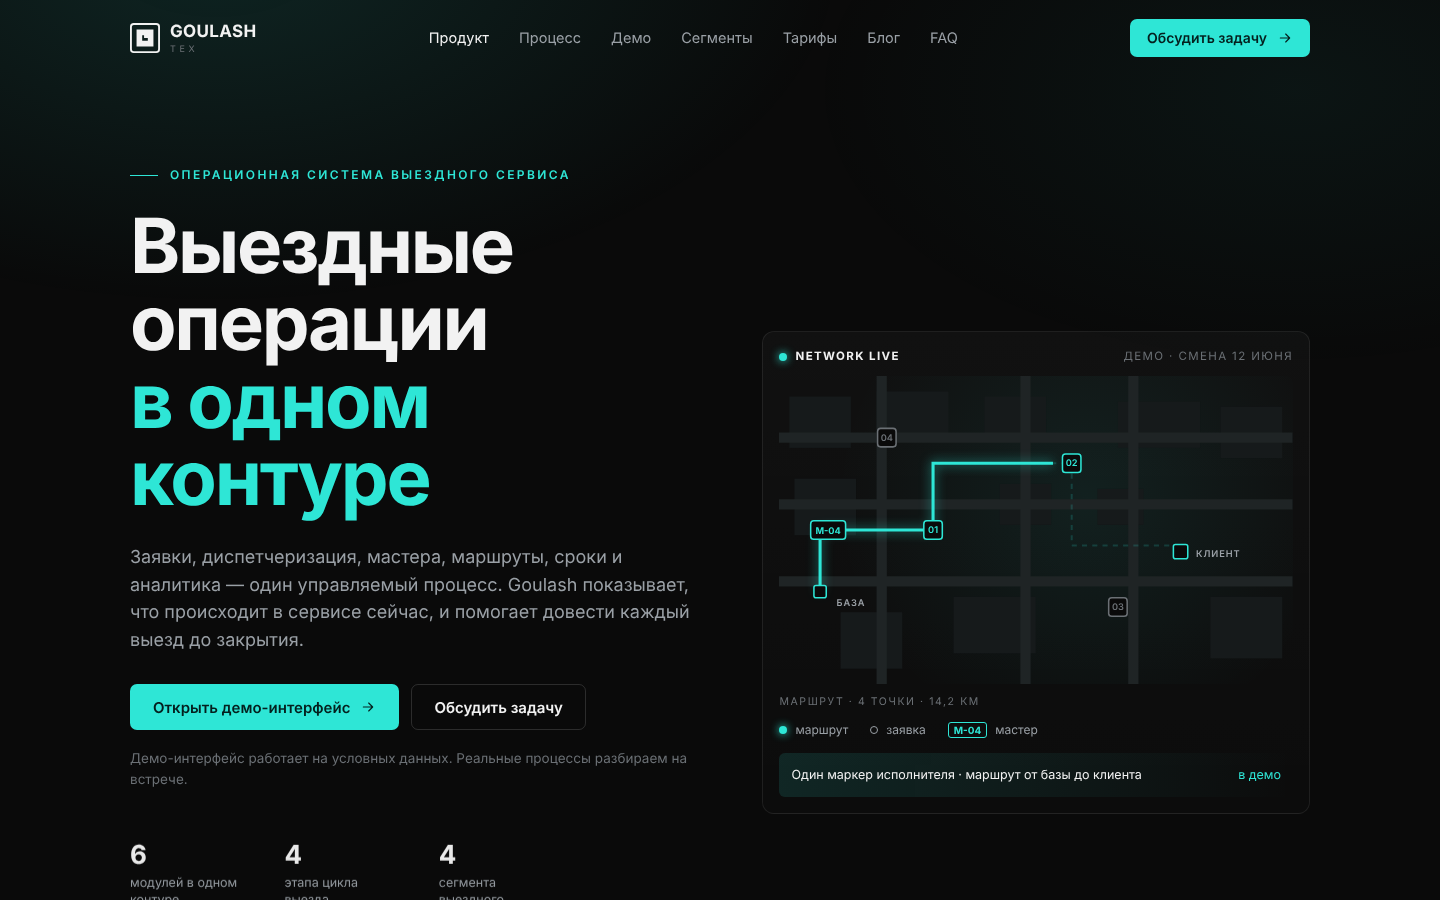 GOULASH
ТЕХ
Продукт
Процесс
Демо
Сегменты
Тарифы
Блог
FAQ
Обсудить задачу →
ОПЕРАЦИОННАЯ СИСТЕМА ВЫЕЗДНОГО СЕРВИСА
Выездные
операции
в одном
контуре
Заявки, диспетчеризация, мастера, маршруты, сроки и
аналитика — один управляемый процесс. Goulash показывает,
что происходит в сервисе сейчас, и помогает довести каждый
выезд до закрытия.
Открыть демо-интерфейс →
Обсудить задачу
Демо-интерфейс работает на условных данных. Реальные процессы разбираем на
встрече.
6
модулей в одном
контуре
4
этапа цикла
выезда
4
сегмента
выездного
NETWORK LIVE
ДЕМО · СМЕНА 12 ИЮНЯ
04
02
М-04
01
КЛИЕНТ
БАЗА
03
МАРШРУТ · 4 ТОЧКИ · 14,2 КМ
маршрут
заявка
М-04
мастер
Один маркер исполнителя · маршрут от базы до клиента
в демо